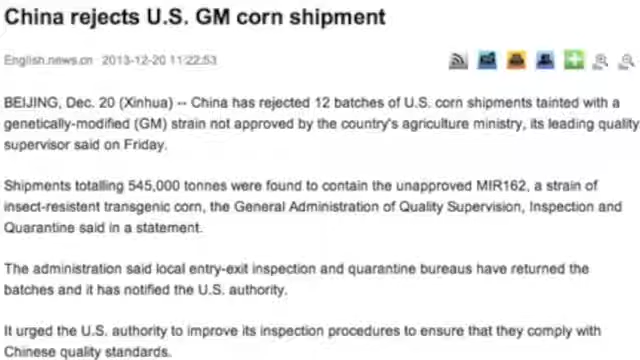 China rejects U.S. GM corn shipment
English.news.cn 2013-12-20 11:22:53
BEIJING, Dec. 20 (Xinhua) -- China has rejected 12 batches of U.S. corn shipments tainted with a
genetically-modified (GM) strain not approved by the country's agriculture ministry, its leading quality
supervisor said on Friday.
Shipments totalling 545,000 tonnes were found to contain the unapproved MIR162, a strain of
insect-resistent transgenic corn, the General Administration of Quality Supervision, Inspection and
Quarantine said in a statement.
The administration said local entry-exit inspection and quarantine bureaus have returned the
batches and it has notified the U.S. authority.
It urged the U.S. authority to improve its inspection procedures to ensure that they comply with
Chinese quality standards.